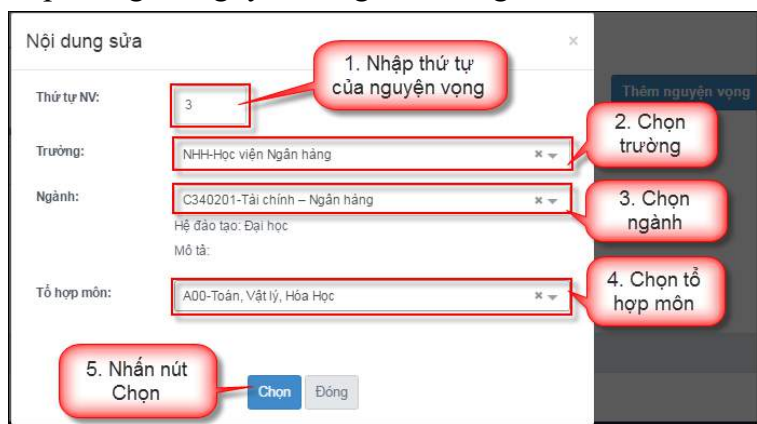 Nội dung sửa
×
1. Nhập thứ tự
của nguyện vọng
Thứ tự NV:
3
Thêm nguyện vọng
2. Chọn
trường
Trường:
NHH-Học viện Ngân hàng
Ngành:
C340201-Tài chính – Ngân hàng
3. Chọn
ngành
Hệ đào tạo: Đại học
Mô tả:
4. Chọn tổ
hợp môn
Tổ hợp môn:
A00-Toán, Vật lý, Hóa Học
5. Nhấn nút
Chọn
Chọn
Đóng